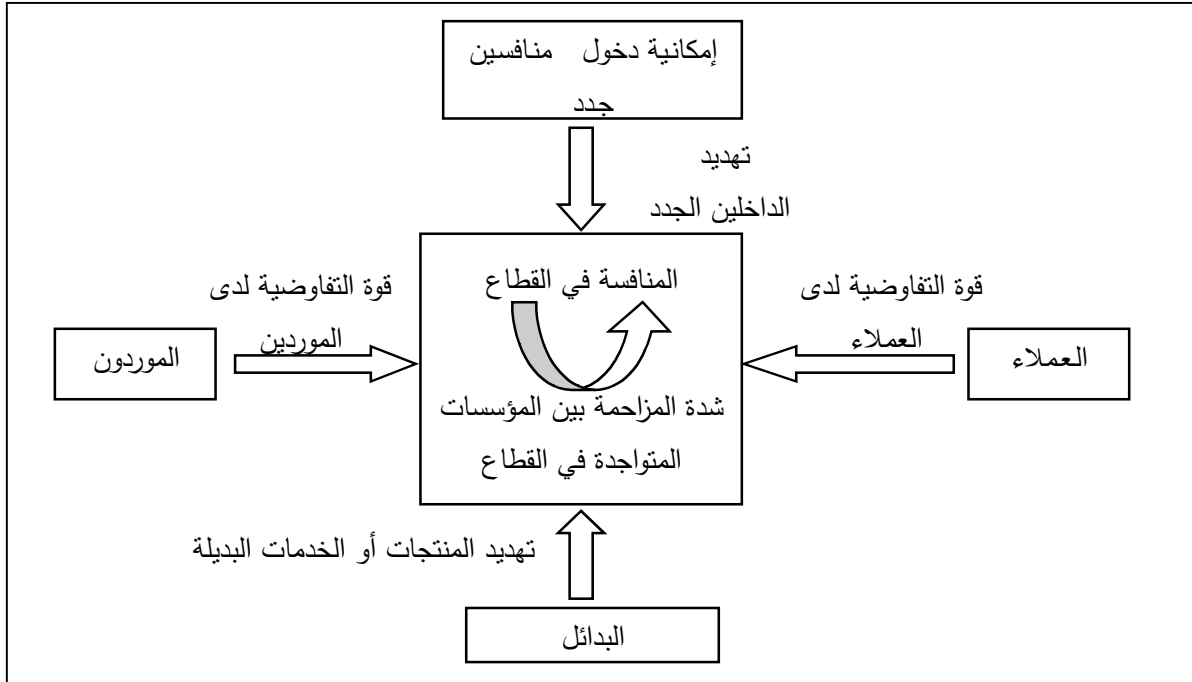 إمكانية دخول منافسين
جدد
تهديد
الداخلين الجدد
المنافسة في القطاع
قوة التفاوضية لدى
العملاء
العملاء
قوة التفاوضية لدى
الموردين
الموردون
شدة المزاحمة بين المؤسسات
المتواجدة في القطاع
تهديد المنتجات أو الخدمات البديلة
البدائل